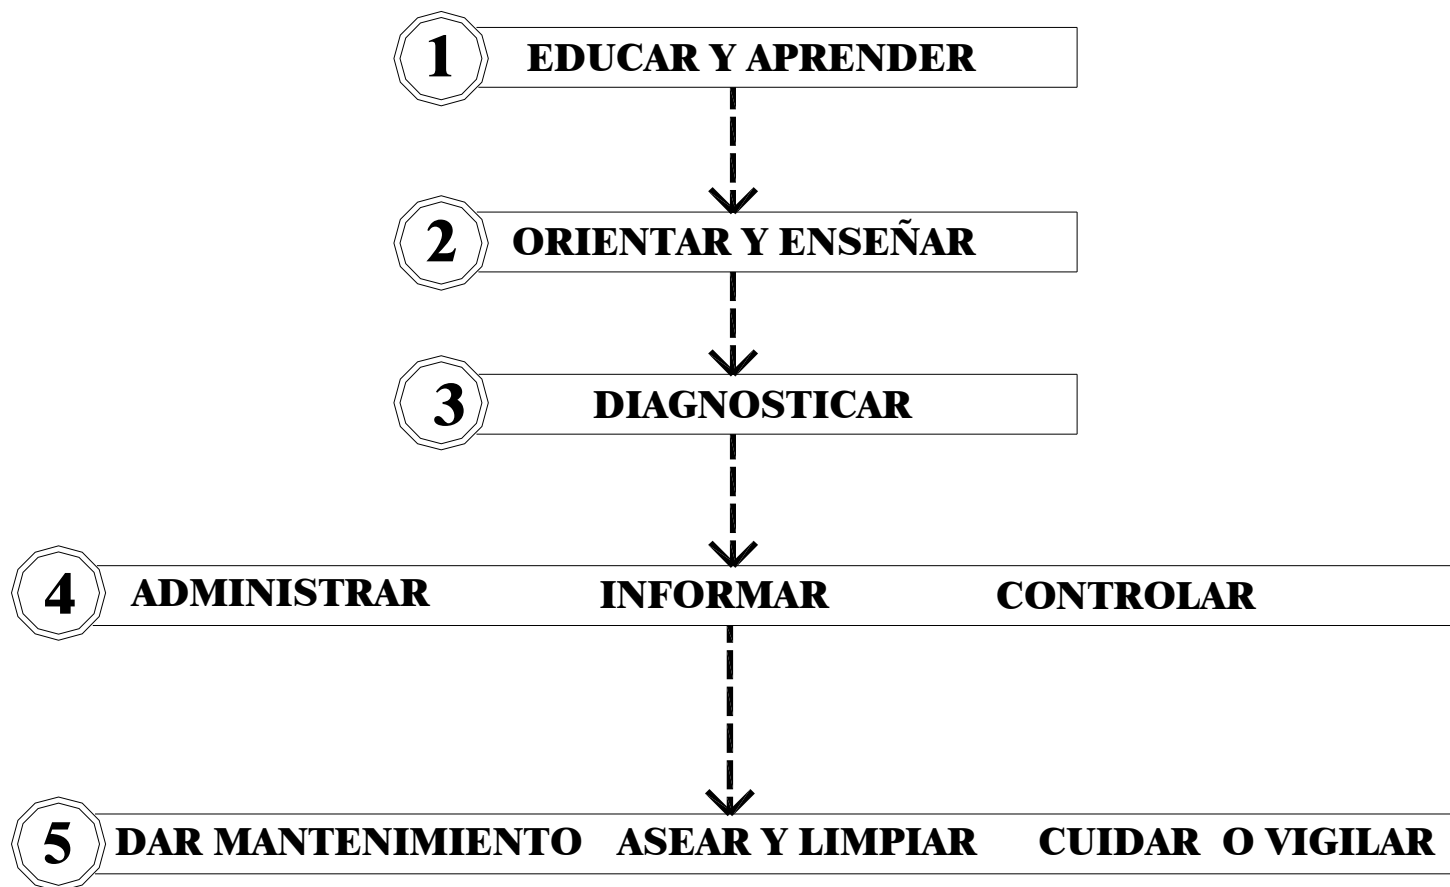 1 EDUCAR Y APRENDER
2 ORIENTAR Y ENSEÑAR
3 DIAGNOSTICAR
4 ADMINISTRAR INFORMAR CONTROLAR
5 DAR MANTENIMIENTO ASEAR Y LIMPIAR CUIDAR O VIGILAR